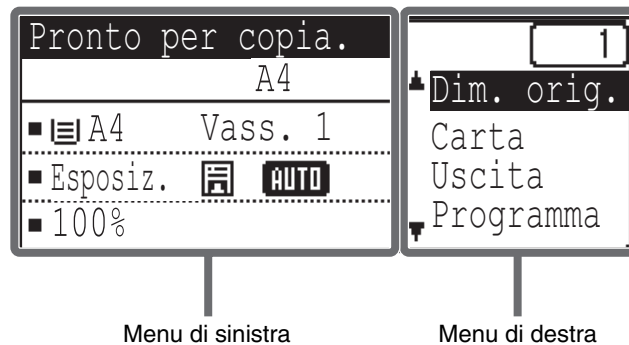 Pronto per copia.
A4
A4 Vass. 1
Esposiz. AUTO
100%
1
Dim. orig.
Carta
Uscita
Programma
Menu di sinistra
Menu di destra